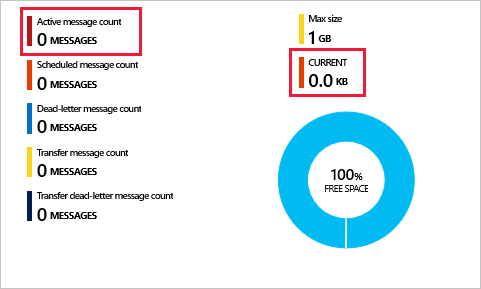 Active message count
0 MESSAGES
Scheduled message count
0 MESSAGES
Dead-letter message count
0 MESSAGES
Transfer message count
0 MESSAGES
Transfer dead-letter message count
0 MESSAGES
Max size
1 GB
CURRENT
0.0 KB
100%
FREE SPACE